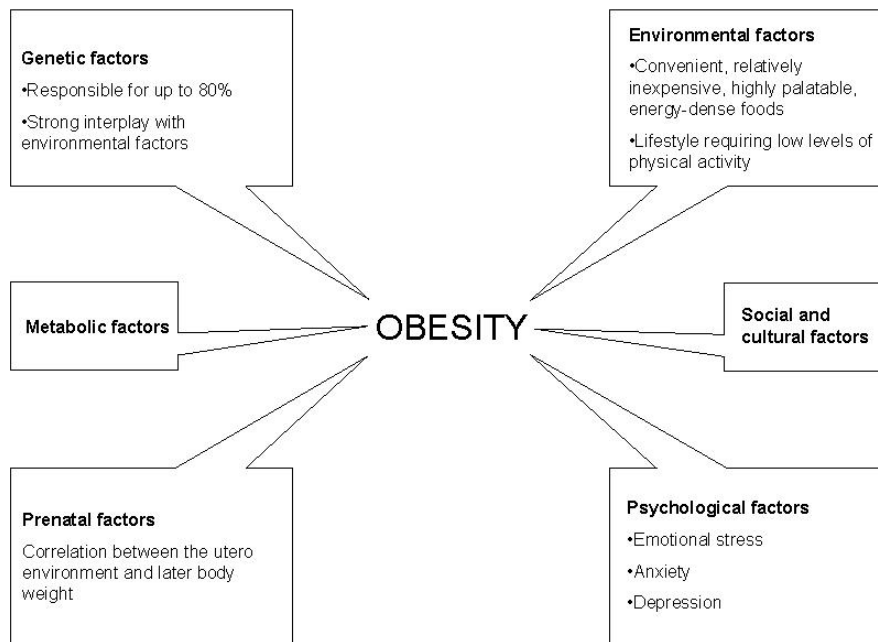 Genetic factors
•Responsible for up to 80%
•Strong interplay with
environmental factors
Environmental factors
•Convenient, relatively
inexpensive, highly palatable,
energy-dense foods
•Lifestyle requiring low levels of
physical activity
Metabolic factors
OBESITY
Social and
cultural factors
Prenatal factors
Correlation between the utero
environment and later body
weight
Psychological factors
•Emotional stress
•Anxiety
•Depression